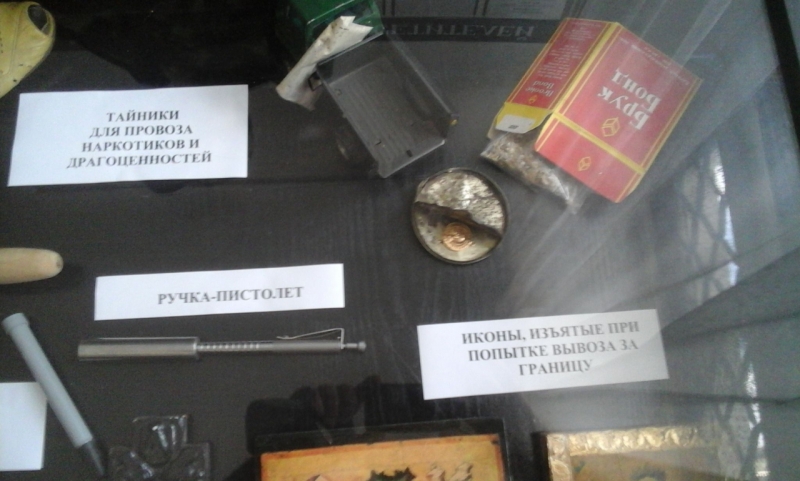 ТАЙНИКИ
ДЛЯ ПРОВОЗА
НАРКОТИКОВ И
ДРАГОЦЕННОСТЕЙ
Брук
Бонд
РУЧКА-ПИСТОЛЕТ
ИКОНЫ, ИЗЪЯТЫЕ ПРИ
ПОПЫТКЕ ВЫВОЗА ЗА
ГРАНИЦУ